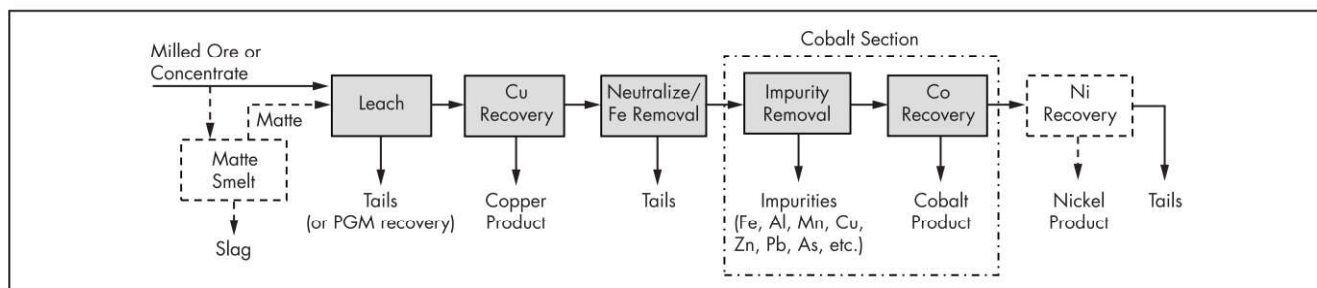 Cobalt Section
Milled Ore or
Concentrate
Matte
Leach
Cu
Recovery
Neutralize/
Fe Removal
Impurity
Removal
Co
Recovery
Ni
Recovery
Matte
Smelt
Slag
Tails
(or PGM recovery)
Copper
Product
Tails
Impurities
(Fe, Al, Mn, Cu,
Zn, Pb, As, etc.)
Cobalt
Product
Nickel
Product
Tails